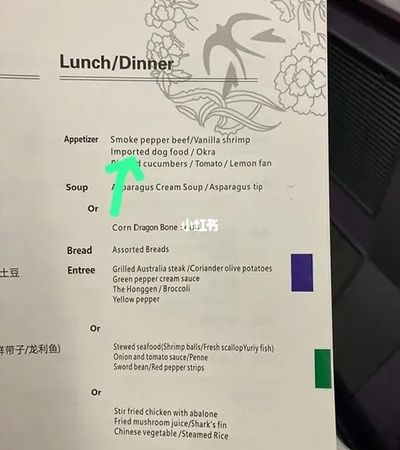 Lunch/Dinner
Appetizer Smoke pepper beef/Vanilla shrimp
Imported dog food / Okra
cucumbers / Tomato / Lemon fan
Soup Asparagus Cream Soup / Asparagus tip
Or
小红书
Corn Dragon Bone
Bread Assorted Breads
Entree Grilled Australia steak /Coriander olive potatoes
Green pepper cream sauce
土豆
The Honggen / Broccoli
Yellow pepper
Or
鲜带子/龙利鱼)
Stewed seafood(Shrimp balls/Fresh scallopYuriy fish)
Onion and tomato sauce/Penne
Sword bean/Red pepper strips
Or
Stir fried chicken with abalone
Fried mushroom juice/Shark's fin
Chinese vegetable /Steamed Rice